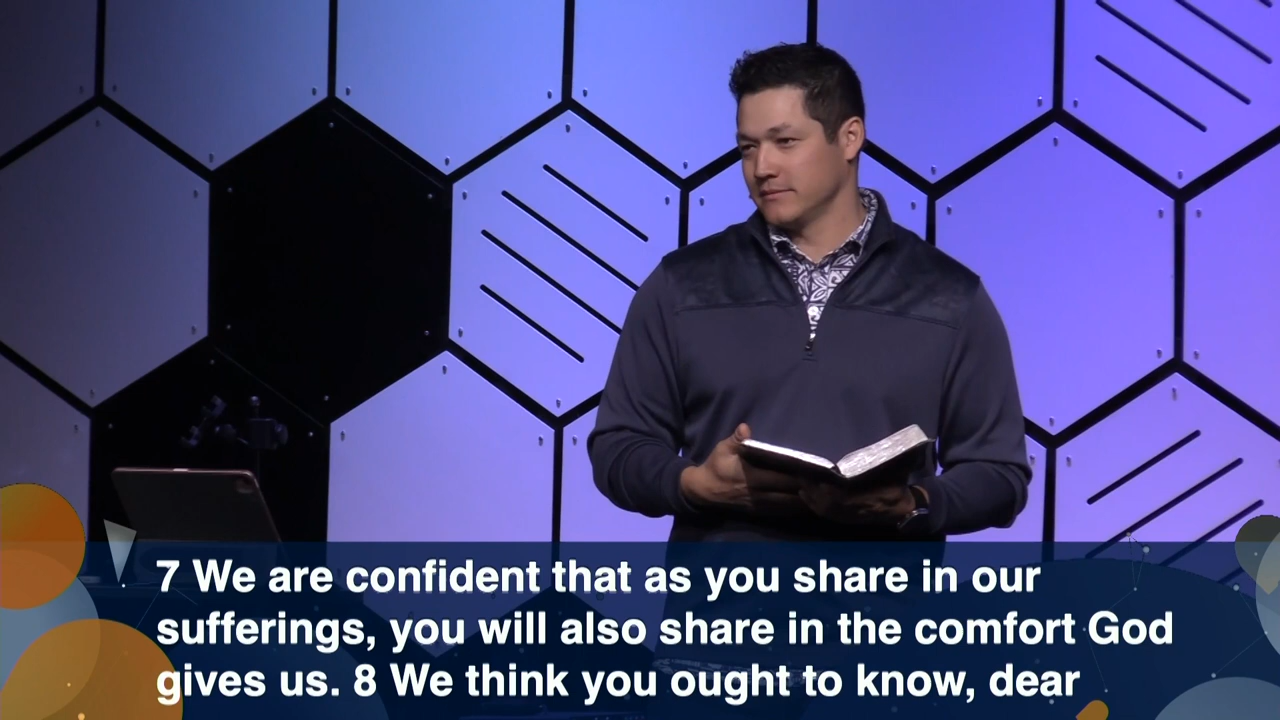 7 We are confident that as you share in our
sufferings, you will also share in the comfort God
gives us. 8 We think you ought to know, dear